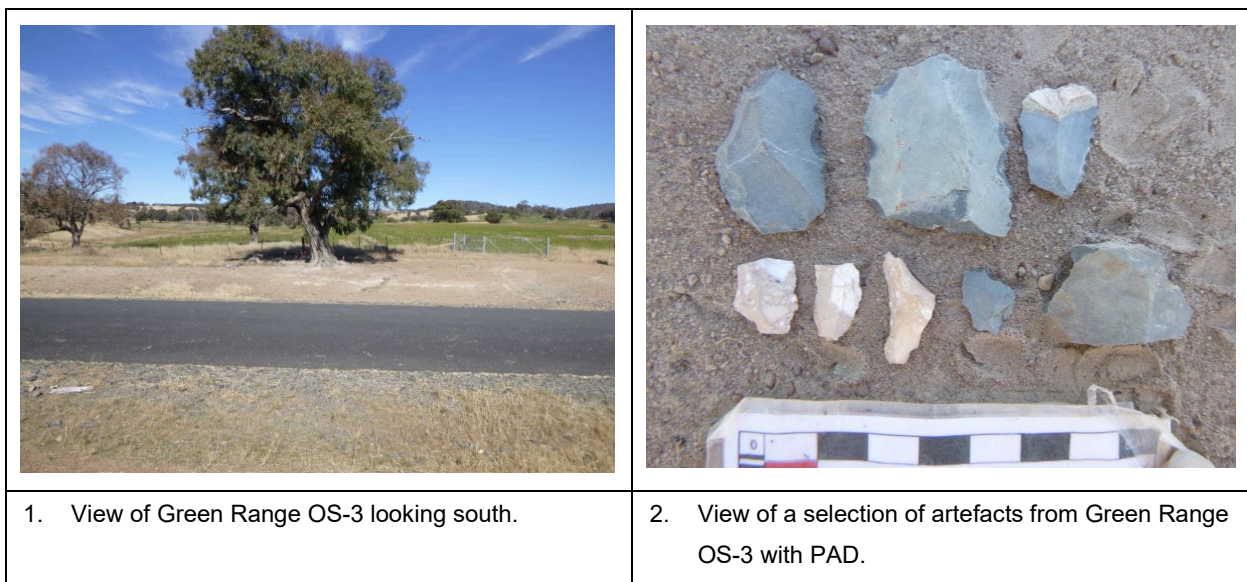 0
1. View of Green Range OS-3 looking south.
2. View of a selection of artefacts from Green Range
OS-3 with PAD.